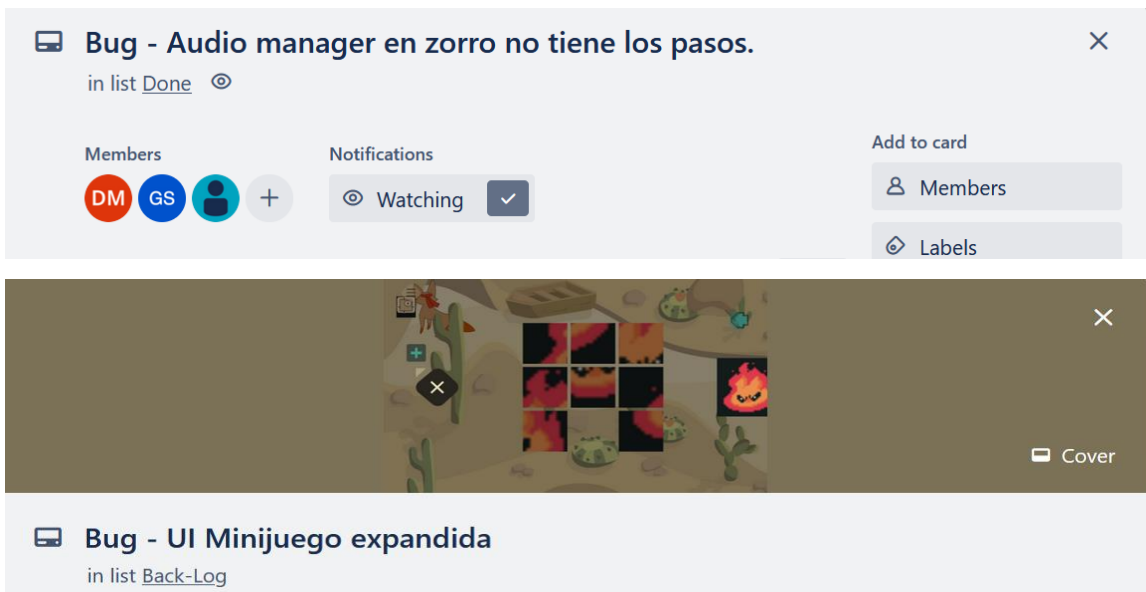 Bug - Audio manager en zorro no tiene los pasos.
in list Done
Members
Notifications
Add to card
DM GS
Watching
Members
Labels
Cover
Bug - UI Minijuego expandida
in list Back-Log